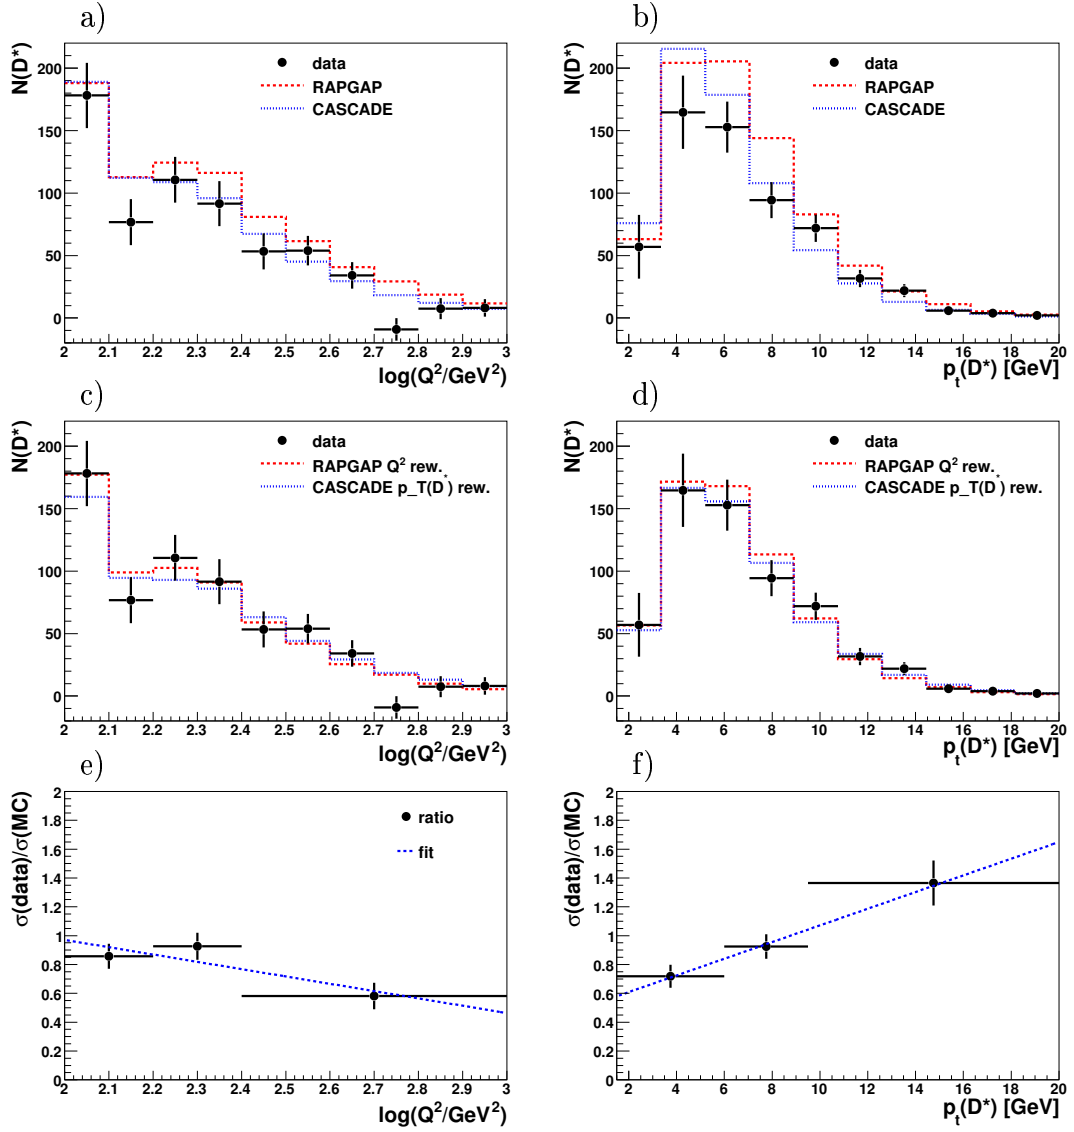 a)
N(D*)
data
RAPGAP
CASCADE
200
150
100
50
0
2 2.1 2.2 2.3 2.4 2.5 2.6 2.7 2.8 2.9 3
log(Q²/GeV²)
b)
N(D*)
data
RAPGAP
CASCADE
200
150
100
50
0
2 4 6 8 10 12 14 16 18 20
p_t(D*) [GeV]
c)
N(D*)
data
RAPGAP Q² rew.
CASCADE p_T(D*) rew.
200
150
100
50
0
2 2.1 2.2 2.3 2.4 2.5 2.6 2.7 2.8 2.9 3
log(Q²/GeV²)
d)
N(D*)
data
RAPGAP Q² rew.
CASCADE p_T(D*) rew.
200
150
100
50
0
2 4 6 8 10 12 14 16 18 20
p_t(D*) [GeV]
e)
σ(data)/σ(MC)
ratio
fit
2
1.8
1.6
1.4
1.2
1
0.8
0.6
0.4
0.2
0
2 2.1 2.2 2.3 2.4 2.5 2.6 2.7 2.8 2.9 3
log(Q²/GeV²)
f)
σ(data)/σ(MC)
2
1.8
1.6
1.4
1.2
1
0.8
0.6
0.4
0.2
0
2 4 6 8 10 12 14 16 18 20
p_t(D*) [GeV]